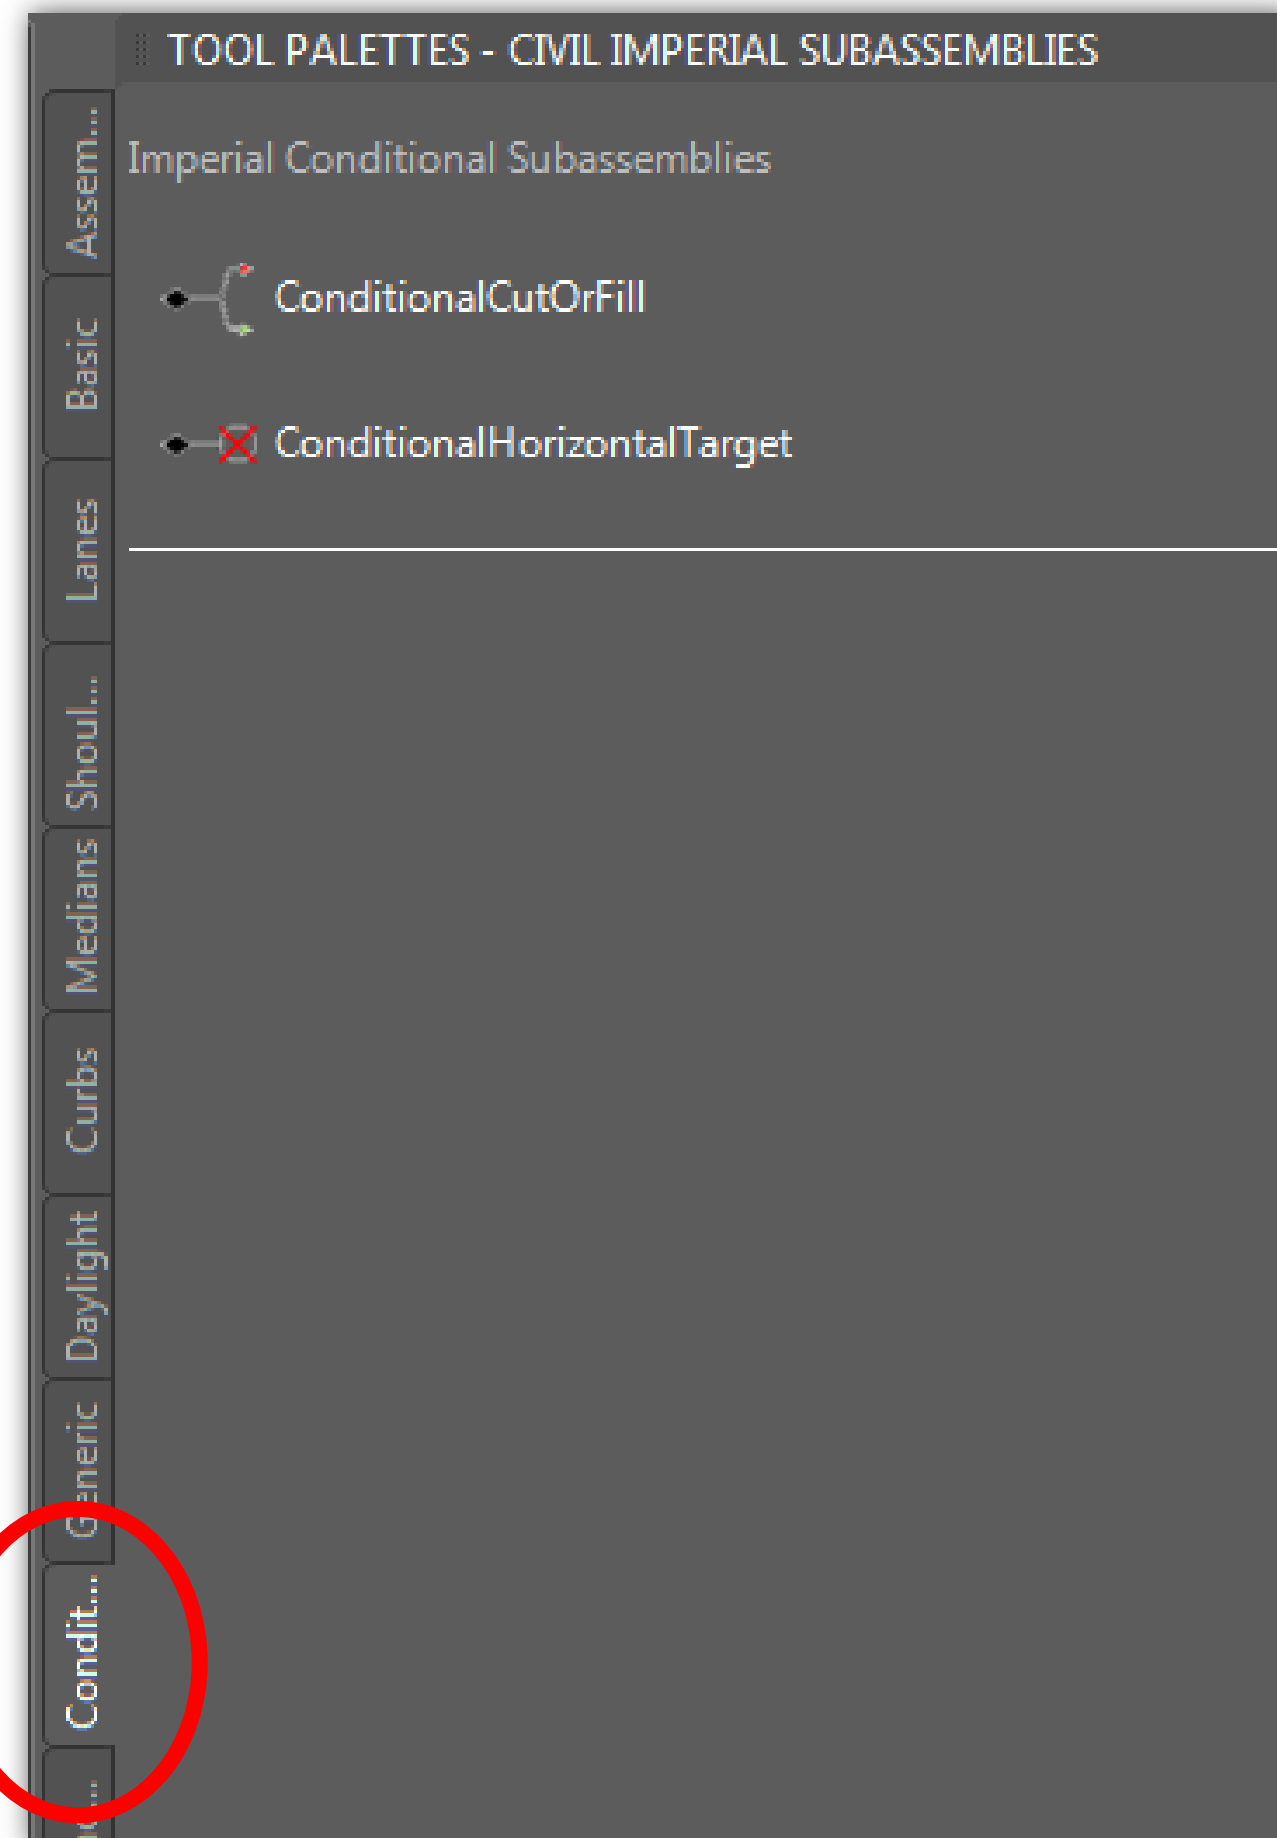 TOOL PALETTES - CIVIL IMPERIAL SUBASSEMBLIES
Imperial Conditional Subassemblies
ConditionalCutOrFill
ConditionalHorizontalTarget
Assem...
Basic
Lanes
Shoul...
Medians
Curbs
Daylight
Generic
Condit...